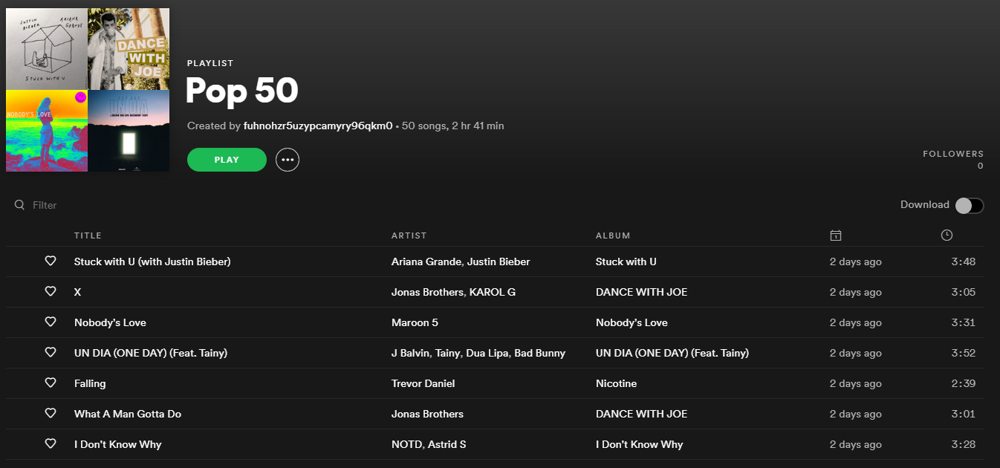 JUSTIN BIEBER ARIANA GRANDE
STUCK WITH U
DANCE
WITH
JOE
NOBODY'S LOVE
UN DIA
PLAYLIST
Pop 50
Created by fuhnohzr5uzypcamyry96qkm0 • 50 songs, 2 hr 41 min
PLAY
FOLLOWERS
0
Filter
Download
TITLE ARTIST ALBUM
Stuck with U (with Justin Bieber) Ariana Grande, Justin Bieber Stuck with U 2 days ago 3:48
X Jonas Brothers, KAROL G DANCE WITH JOE 2 days ago 3:05
Nobody's Love Maroon 5 Nobody's Love 2 days ago 3:31
UN DIA (ONE DAY) (Feat. Tainy) J Balvin, Tainy, Dua Lipa, Bad Bunny UN DIA (ONE DAY) (Feat. Tainy) 2 days ago 3:52
Falling Trevor Daniel Nicotine 2 days ago 2:39
What A Man Gotta Do Jonas Brothers DANCE WITH JOE 2 days ago 3:01
I Don't Know Why NOTD, Astrid S I Don't Know Why 2 days ago 3:28